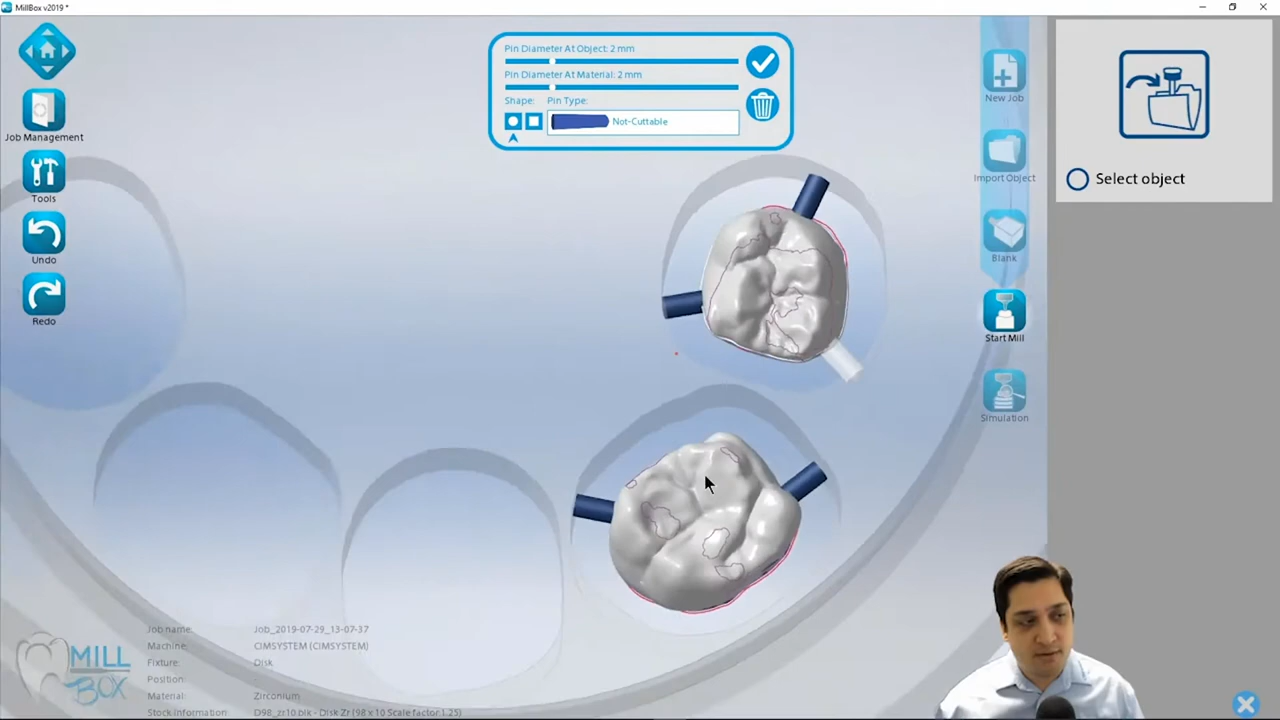 MillBox v2019 *
Job Management
Tools
Undo
Redo
Pin Diameter At Object: 2 mm
Pin Diameter At Material: 2 mm
Shape: Pin Type:
Not-Cuttable
New Job
Import Object
Blank
Start Mill
Simulation
Select object
MILL
BOX
Job name: Job_2019-07-29_13-07-37
Machine: CIMSYSTEM (CIMSYSTEM)
Fixture: Disk
Position: -
Material: Zirconium
Stock information: D98_zr10.blk - Disk Zr (98 x 10 Scale factor 1.25)